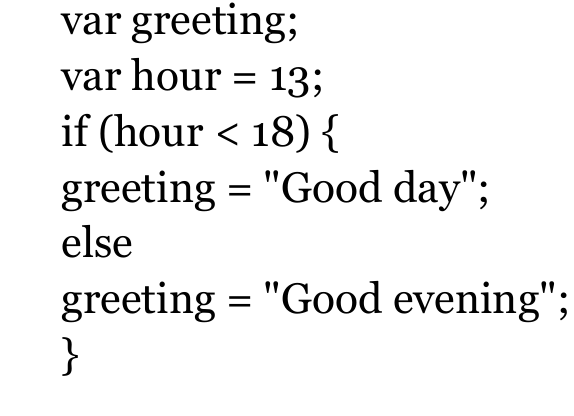 var greeting;
var hour = 13;
if (hour < 18) {
greeting = "Good day";
else
greeting = "Good evening";
}